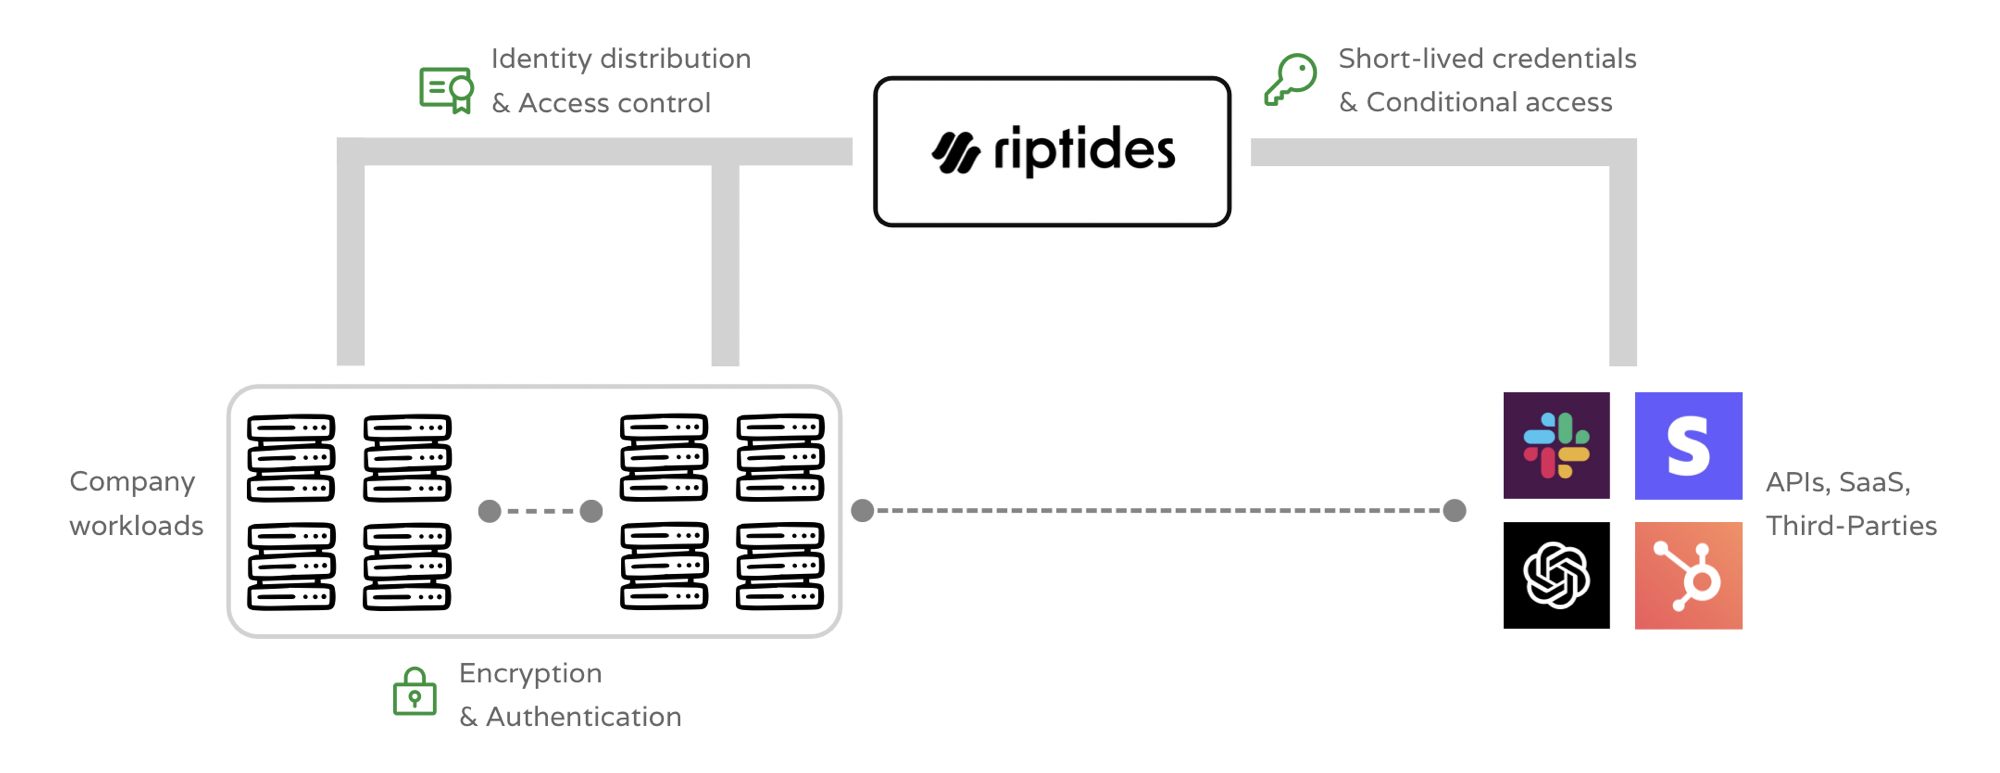 Identity distribution
& Access control
riptides
Short-lived credentials
& Conditional access
Company
workloads
S
APIs, SaaS,
Third-Parties
Encryption
& Authentication